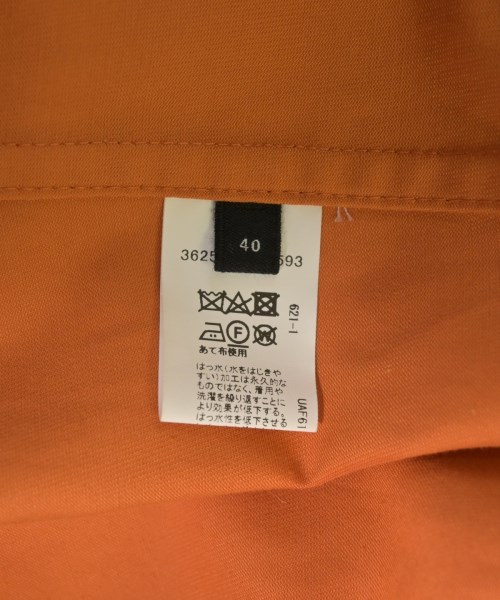 40
3625 593
F
W
あて布使用
はっ水(水をはじきや
すい)加工は永久的な
ものではなく、着用や
洗濯を繰り返すことに
より効果が低下する。
はっ水性を低下させる
621-1
UAF61